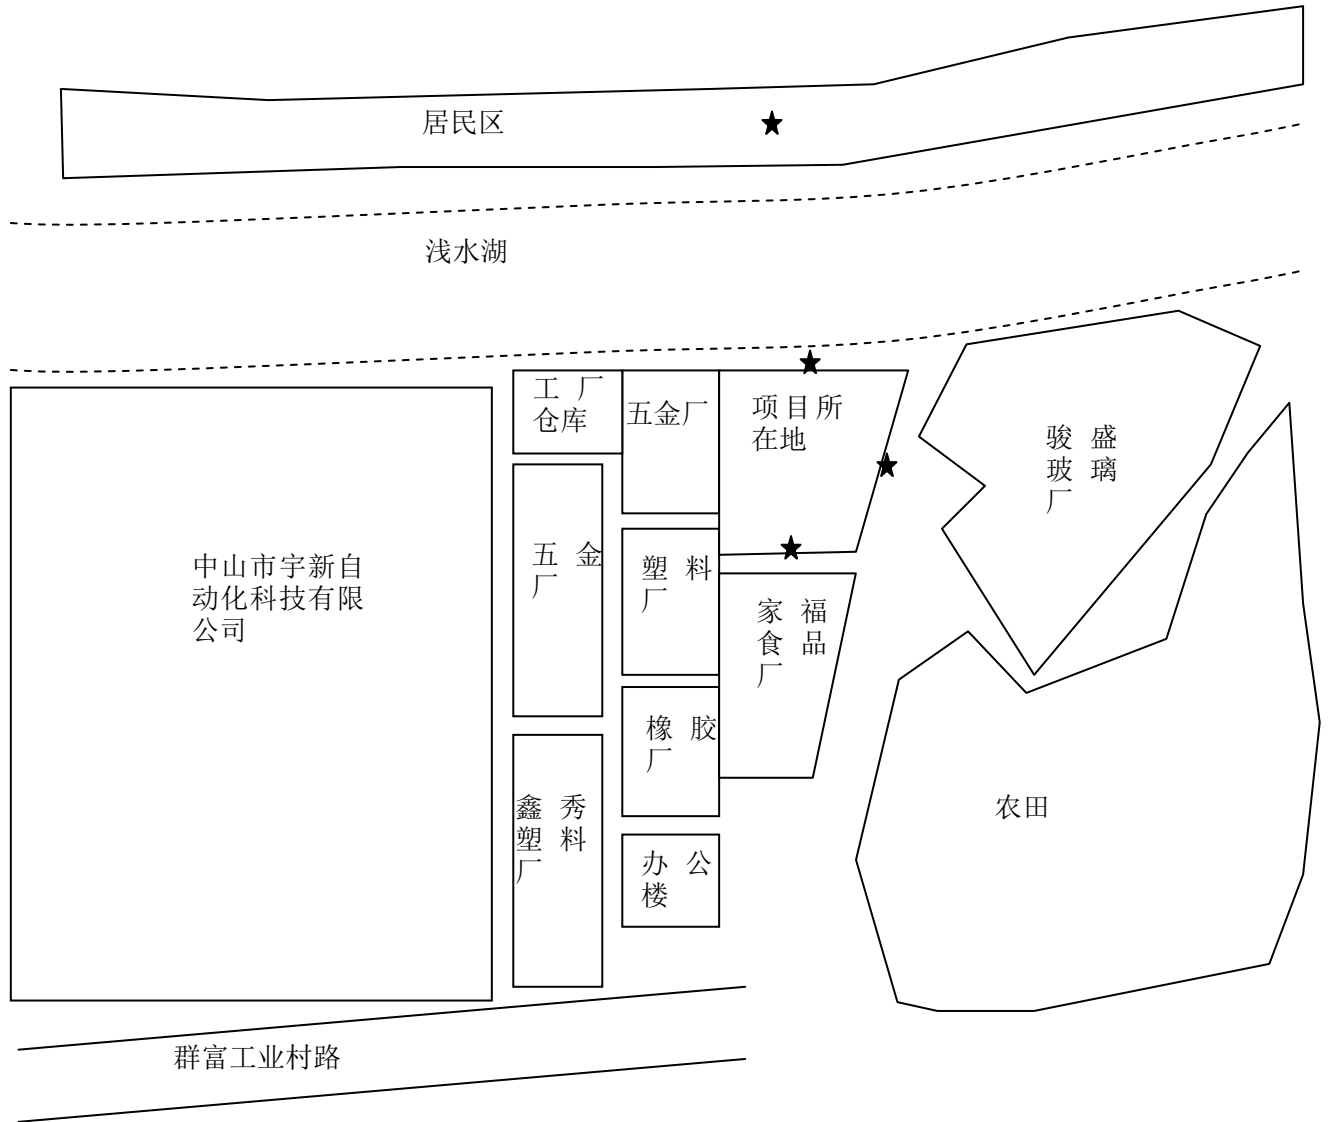 居民区
浅水湖
工 厂
仓库
五金厂
项目所
在地
骏 盛
玻 璃
厂
中山市宇新自
动化科技有限
公司
五 金
厂
塑 料
厂
家 福
食 品
厂
橡 胶
厂
鑫 秀
塑 料
厂
办 公
楼
农田
群富工业村路